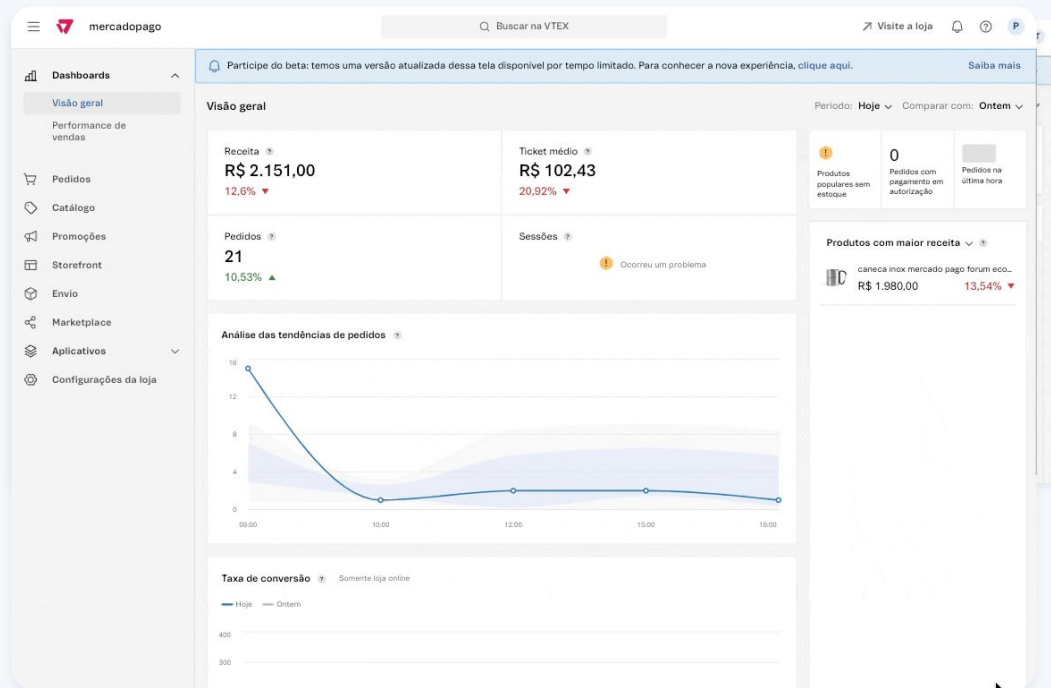 mercadopago
Buscar na VTEX
Visite a loja
P
Dashboards
Visão geral
Performance de
vendas
Pedidos
Catálogo
Promoções
Storefront
Envio
Marketplace
Aplicativos
Configurações da loja
Participe do beta: temos uma versão atualizada dessa tela disponível por tempo limitado. Para conhecer a nova experiência, clique aqui.
Saiba mais
Visão geral
Período: Hoje
Comparar com: Ontem
Receita ?
R$ 2.151,00
12,6%
Ticket médio ?
R$ 102,43
20,92%
Pedidos ?
21
10,53%
Sessões ?
! Ocorreu um problema
!
Produtos
populares sem
estoque
0
Pedidos com
pagamento em
autorização
Pedidos na
última hora
Produtos com maior receita ?
caneca inox mercado pago forum eco...
R$ 1.980,00 13,54%
Análise das tendências de pedidos ?
16
12
8
4
0
00:00 10:00 12:00 15:00 16:00
Taxa de conversão ? Somente loja online
Hoje Ontem
400
300